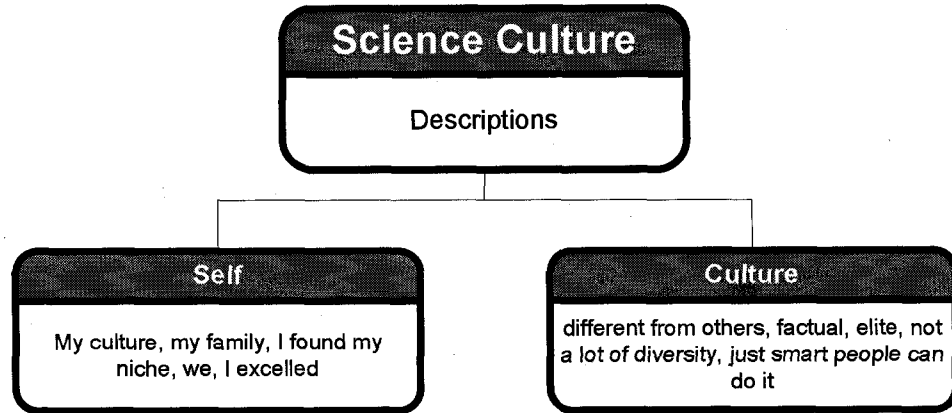 Science Culture
Descriptions
Self
My culture, my family, I found my
niche, we, I excelled
Culture
different from others, factual, elite, not
a lot of diversity, just smart people can
do it